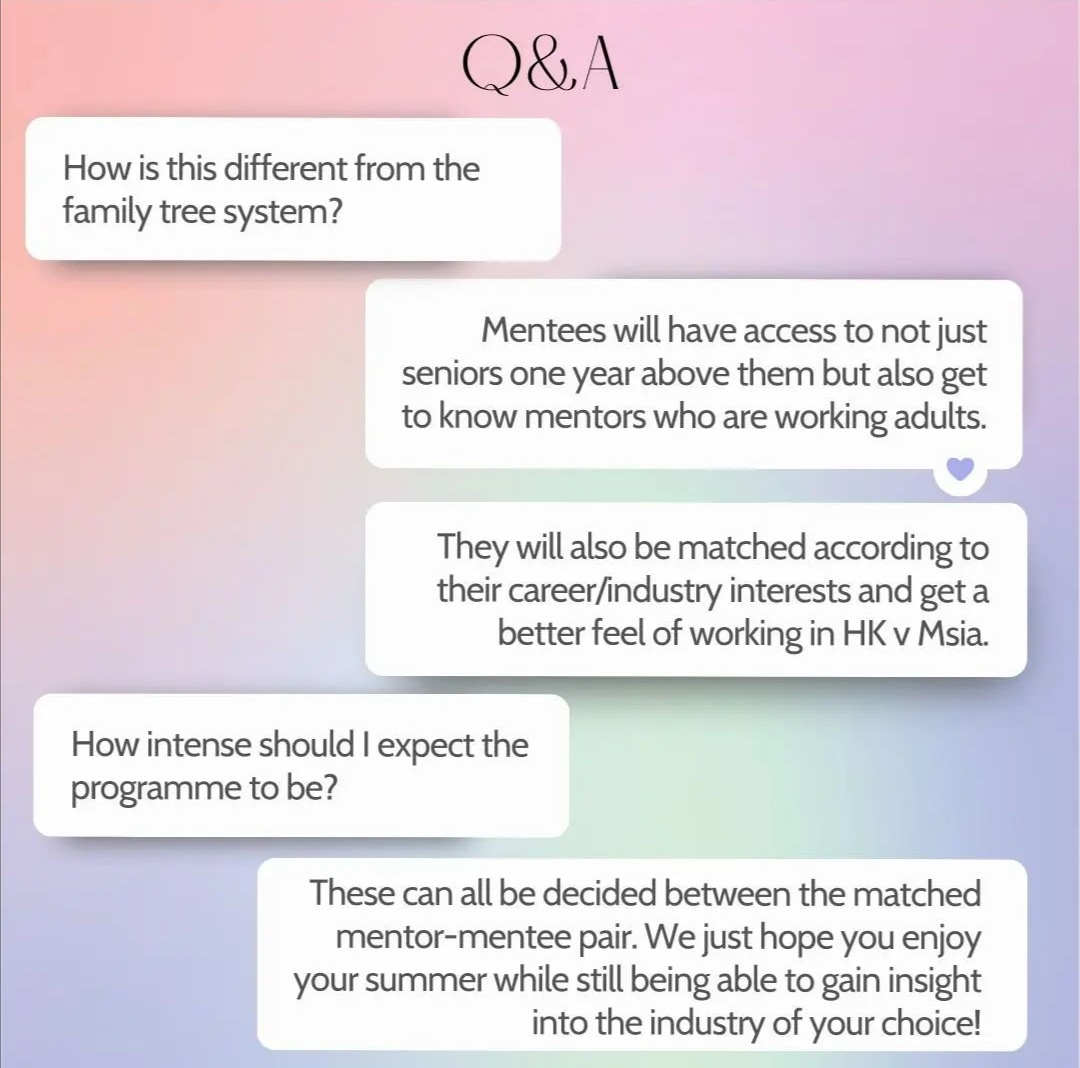 Q&A
How is this different from the
family tree system?
Mentees will have access to not just
seniors one year above them but also get
to know mentors who are working adults.
They will also be matched according to
their career/industry interests and get a
better feel of working in HK v Msia.
How intense should I expect the
programme to be?
These can all be decided between the matched
mentor-mentee pair. We just hope you enjoy
your summer while still being able to gain insight
into the industry of your choice!